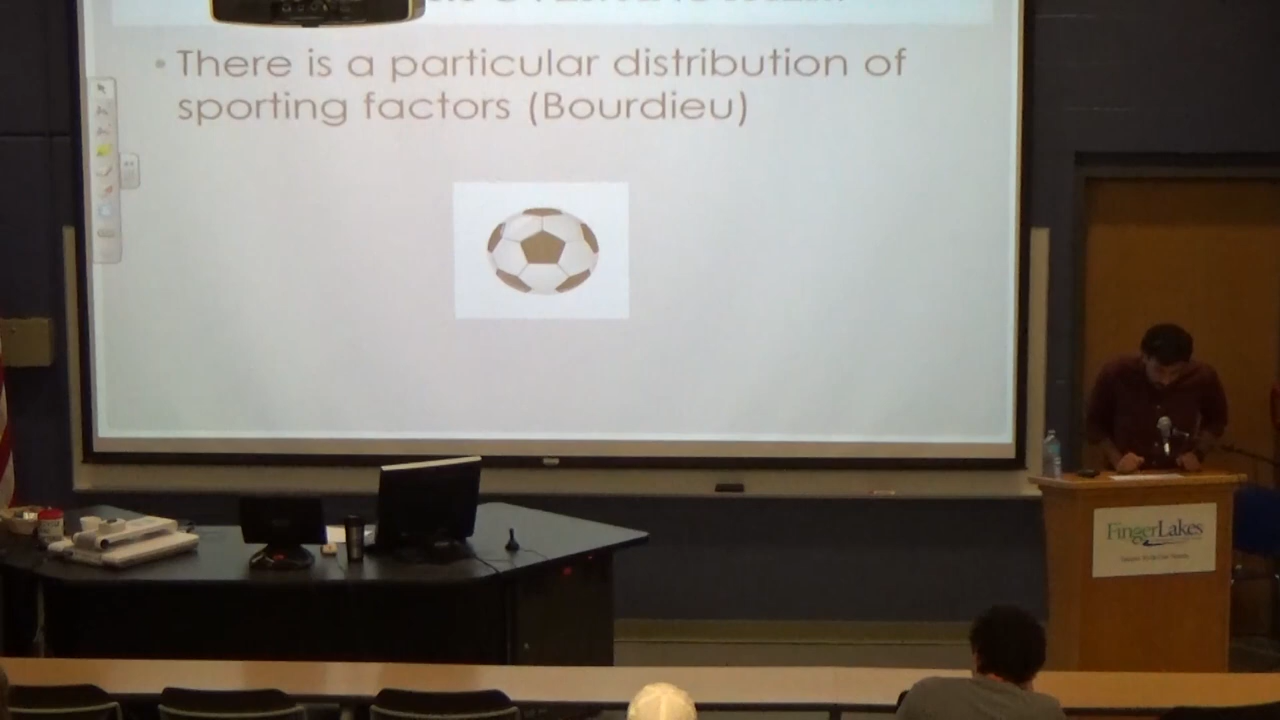 • There is a particular distribution of
sporting factors (Bourdieu)
FingerLakes